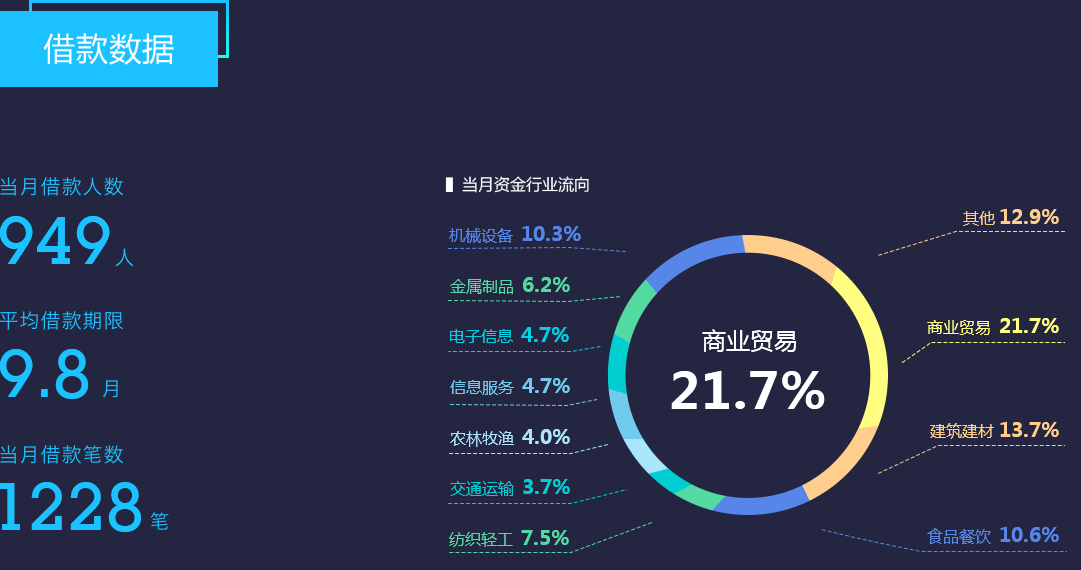 借款数据
当月借款人数
949人
平均借款期限
9.8 月
当月借款笔数
1228 笔
当月资金行业流向
机械设备 10.3%
金属制品 6.2%
电子信息 4.7%
信息服务 4.7%
农林牧渔 4.0%
交通运输 3.7%
纺织轻工 7.5%
商业贸易
21.7%
其他 12.9%
商业贸易 21.7%
建筑建材 13.7%
食品餐饮 10.6%